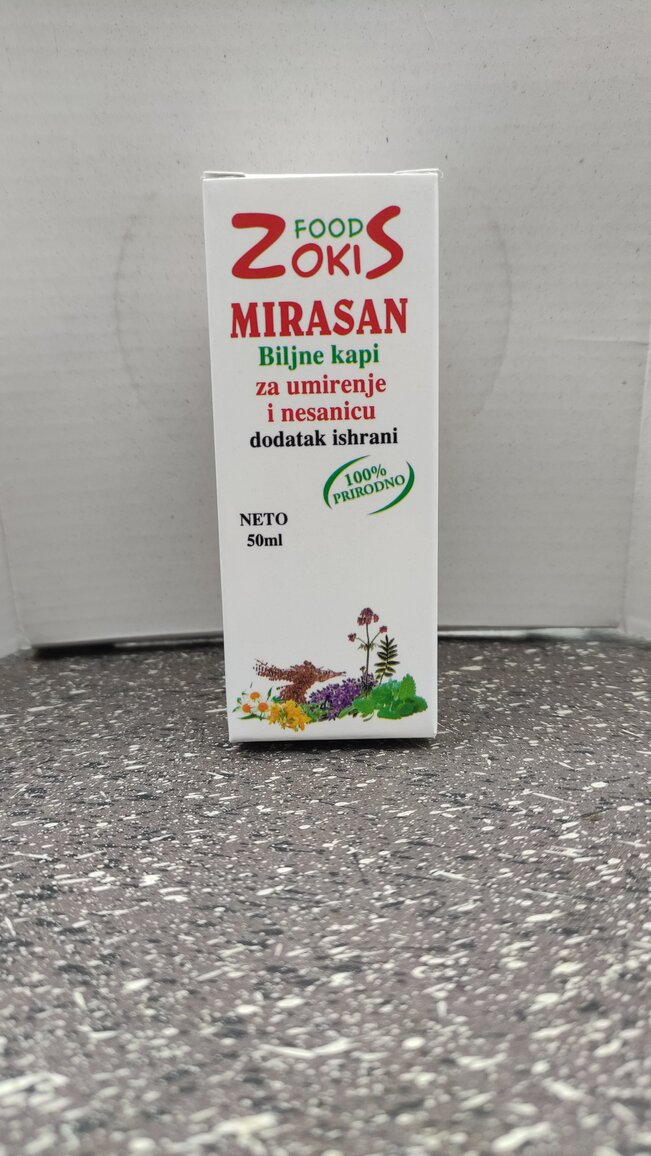 FOOD
ZOKIS
MIRASAN
Biljne kapi
za umirenje
i nesanicu
dodatak ishrani
100%
PRIRODNO
NETO
50ml